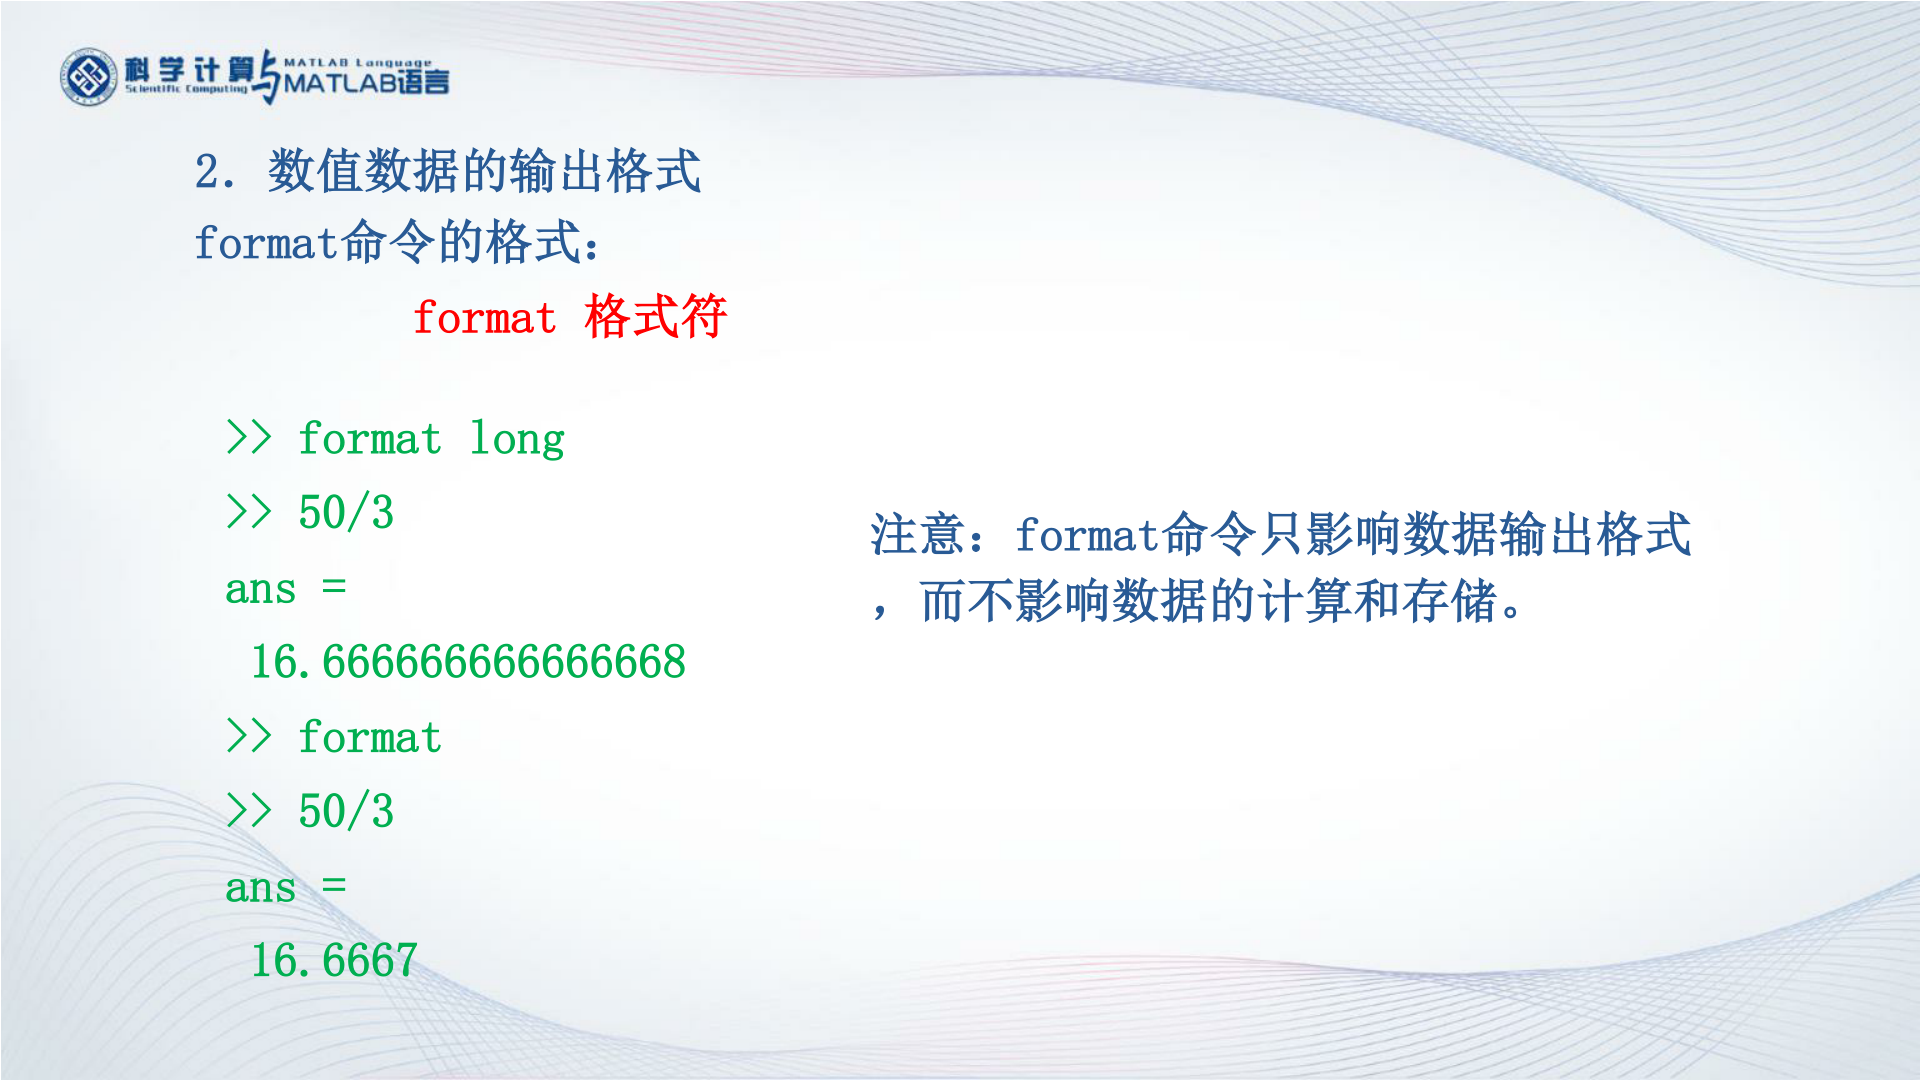 科学计算与MATLAB语言
Scientific Computing MATLAB Language
2. 数值数据的输出格式
format命令的格式：
format 格式符
>> format long
>> 50/3
ans =
16.666666666666668
>> format
>> 50/3
ans =
16.6667
注意：format命令只影响数据输出格式
，而不影响数据的计算和存储。